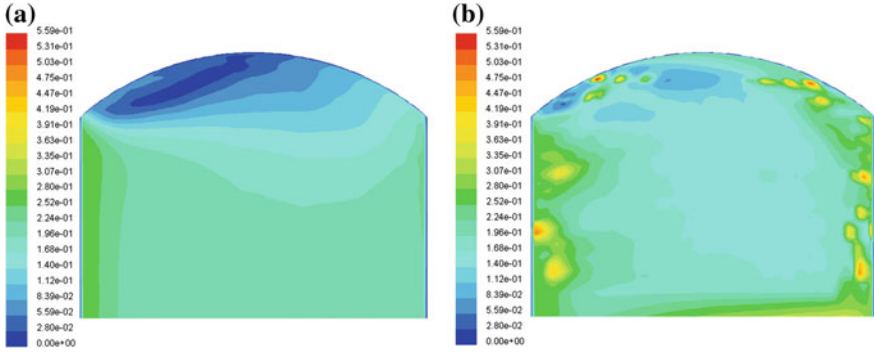 (a)
5.59e-01
5.31e-01
5.03e-01
4.75e-01
4.47e-01
4.19e-01
3.91e-01
3.63e-01
3.35e-01
3.07e-01
2.80e-01
2.52e-01
2.24e-01
1.96e-01
1.68e-01
1.40e-01
1.12e-01
8.39e-02
5.59e-02
2.80e-02
0.00e+00
(b)
5.59e-01
5.31e-01
5.03e-01
4.75e-01
4.47e-01
4.19e-01
3.91e-01
3.63e-01
3.35e-01
3.07e-01
2.80e-01
2.52e-01
2.24e-01
1.96e-01
1.68e-01
1.40e-01
1.12e-01
8.39e-02
5.59e-02
2.80e-02
0.00e+00